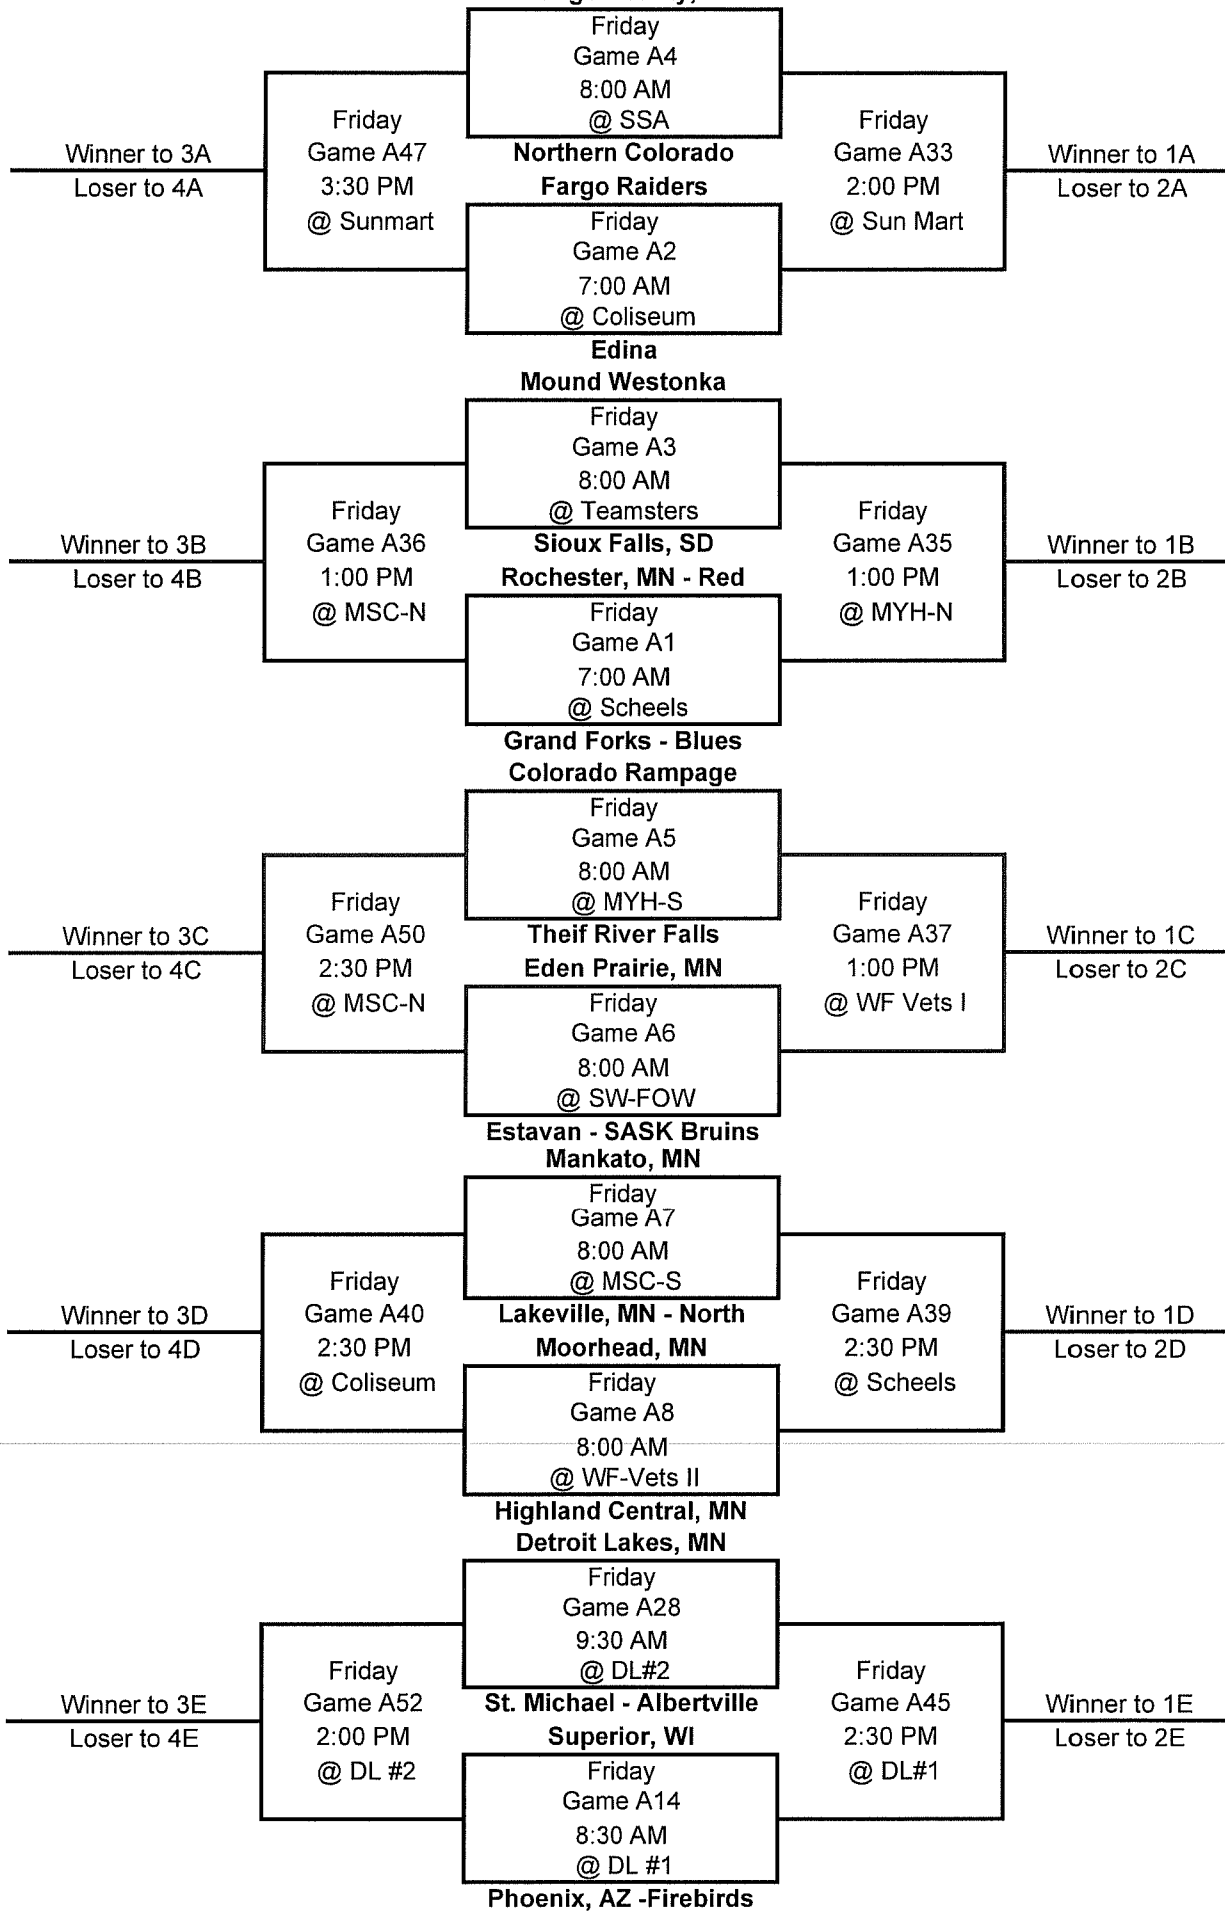 Friday
Game A4
8:00 AM
@ SSA
Friday
Game A47
3:30 PM
@ Sunmart
Winner to 3A
Loser to 4A
Northern Colorado
Fargo Raiders
Friday
Game A33
2:00 PM
@ Sun Mart
Winner to 1A
Loser to 2A
Friday
Game A2
7:00 AM
@ Coliseum
Edina
Mound Westonka
Friday
Game A3
8:00 AM
@ Teamsters
Friday
Game A36
1:00 PM
@ MSC-N
Winner to 3B
Loser to 4B
Sioux Falls, SD
Rochester, MN - Red
Friday
Game A35
1:00 PM
@ MYH-N
Winner to 1B
Loser to 2B
Friday
Game A1
7:00 AM
@ Scheels
Grand Forks - Blues
Colorado Rampage
Friday
Game A5
8:00 AM
@ MYH-S
Friday
Game A50
2:30 PM
@ MSC-N
Winner to 3C
Loser to 4C
Theif River Falls
Eden Prairie, MN
Friday
Game A37
1:00 PM
@ WF Vets I
Winner to 1C
Loser to 2C
Friday
Game A6
8:00 AM
@ SW-FOW
Estavan - SASK Bruins
Mankato, MN
Friday
Game A7
8:00 AM
@ MSC-S
Friday
Game A40
2:30 PM
@ Coliseum
Winner to 3D
Loser to 4D
Lakeville, MN - North
Moorhead, MN
Friday
Game A39
2:30 PM
@ Scheels
Winner to 1D
Loser to 2D
Friday
Game A8
8:00 AM
@ WF-Vets II
Highland Central, MN
Detroit Lakes, MN
Friday
Game A28
9:30 AM
@ DL#2
Friday
Game A52
2:00 PM
@ DL #2
Winner to 3E
Loser to 4E
St. Michael - Albertville
Superior, WI
Friday
Game A45
2:30 PM
@ DL#1
Winner to 1E
Loser to 2E
Friday
Game A14
8:30 AM
@ DL #1
Phoenix, AZ -Firebirds